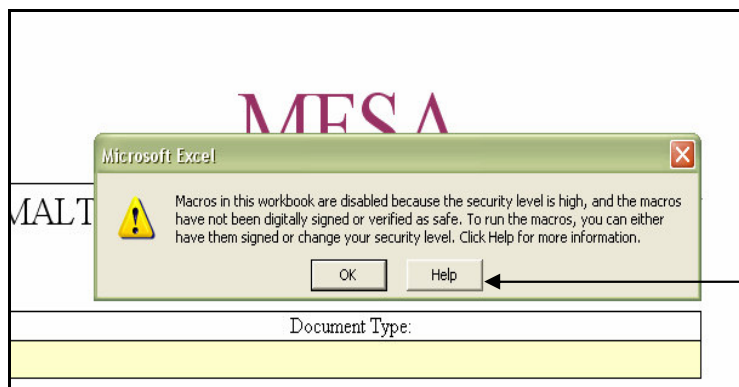 MESA
Microsoft Excel
MALT
Macros in this workbook are disabled because the security level is high, and the macros
have not been digitally signed or verified as safe. To run the macros, you can either
have them signed or change your security level. Click Help for more information.
OK
Help
Document Type: